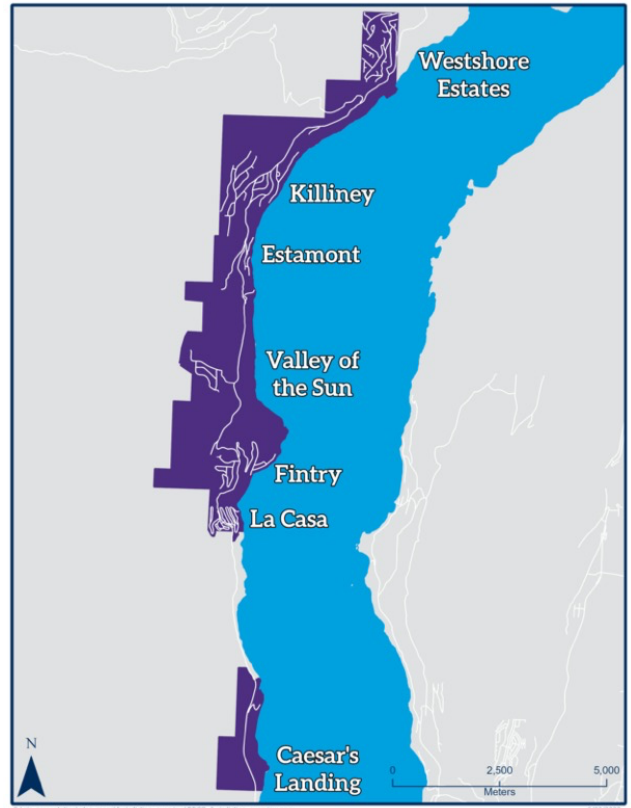 Westshore
Estates
Killiney
Estamont
Valley of
the Sun
Fintry
La Casa
Caesar's
Landing
N
0 2,500 5,000
Meters